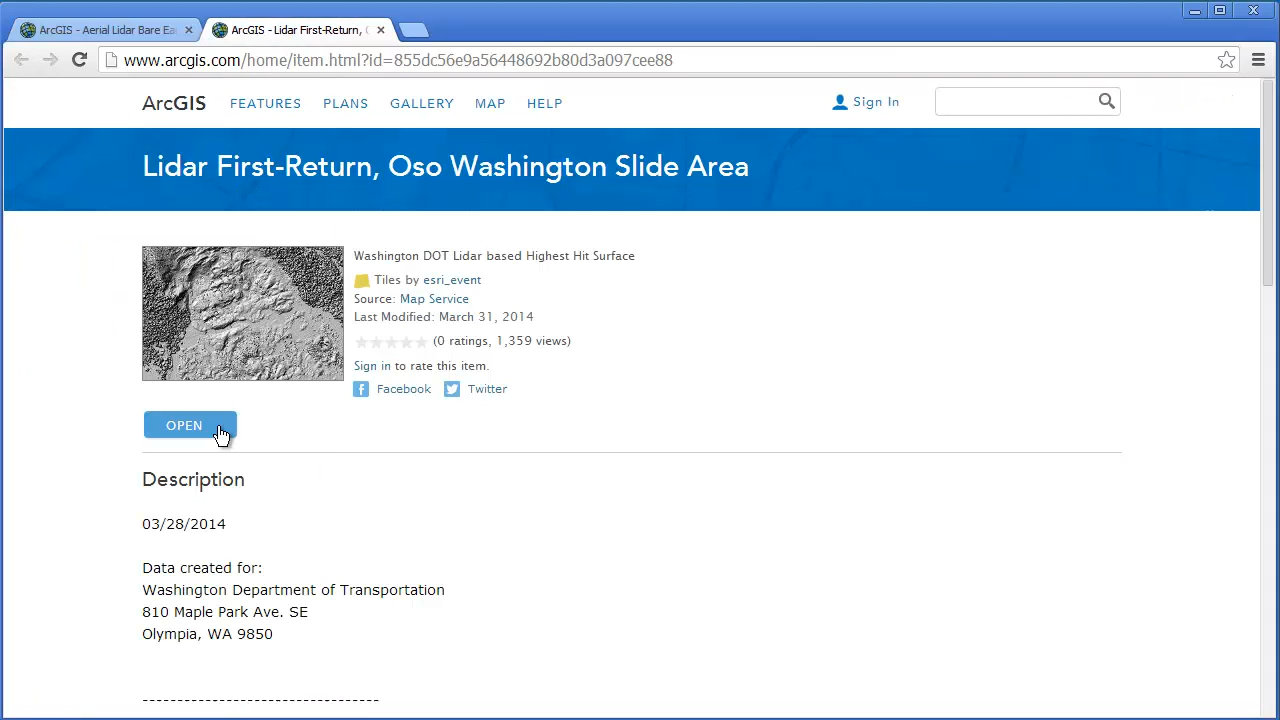 ArcGIS - Aerial Lidar Bare Ea
ArcGIS - Lidar First-Return, O
www.arcgis.com/home/item.html?id=855dc56e9a56448692b80d3a097cee88
ArcGIS FEATURES PLANS GALLERY MAP HELP Sign In
Lidar First-Return, Oso Washington Slide Area
Washington DOT Lidar based Highest Hit Surface
Tiles by esri_event
Source: Map Service
Last Modified: March 31, 2014
(0 ratings, 1,359 views)
Sign in to rate this item.
Facebook Twitter
OPEN
Description
03/28/2014
Data created for:
Washington Department of Transportation
810 Maple Park Ave. SE
Olympia, WA 9850
----------------------------------